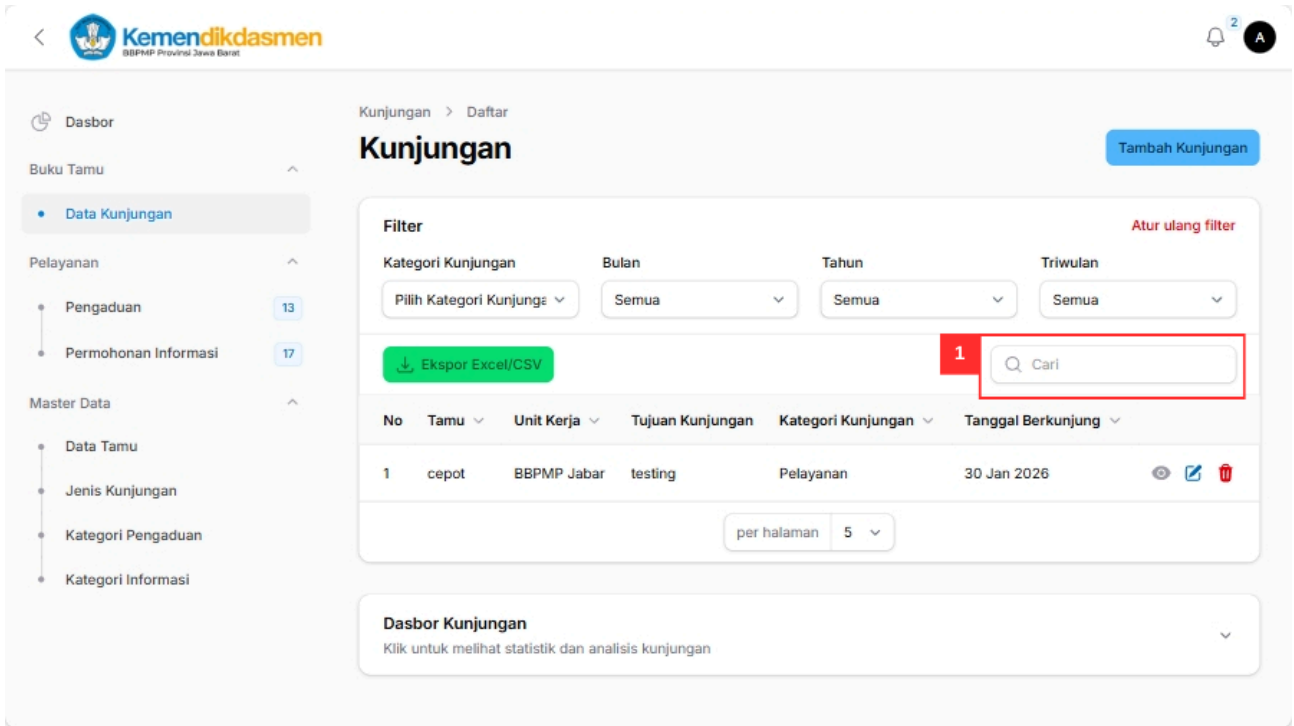 Kemendikdasmen
BBPMP Provinsi Jawa Barat
2
A
Dasbor
Buku Tamu
Data Kunjungan
Pelayanan
Pengaduan 13
Permohonan Informasi 17
Master Data
Data Tamu
Jenis Kunjungan
Kategori Pengaduan
Kategori Informasi
Kunjungan > Daftar
Kunjungan
Tambah Kunjungan
Filter
Atur ulang filter
Kategori Kunjungan Bulan Tahun Triwulan
Pilih Kategori Kunjunga Semua Semua Semua
Ekspor Excel/CSV
1
Cari
No Tamu Unit Kerja Tujuan Kunjungan Kategori Kunjungan Tanggal Berkunjung
1 cepot BBPMP Jabar testing Pelayanan 30 Jan 2026
per halaman 5
Dasbor Kunjungan
Klik untuk melihat statistik dan analisis kunjungan